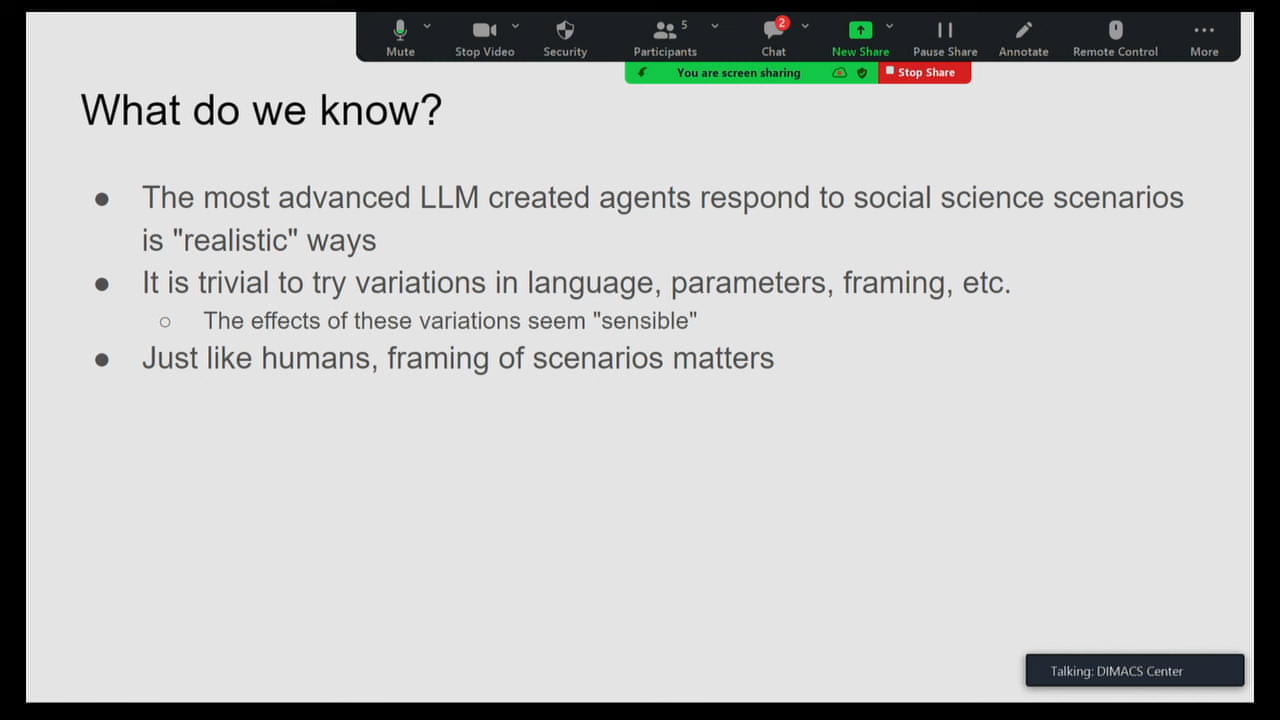 Mute
Stop Video
Security
5
Participants
2
Chat
New Share
Pause Share
Annotate
Remote Control
More
You are screen sharing
Stop Share
What do we know?
● The most advanced LLM created agents respond to social science scenarios
is "realistic" ways
● It is trivial to try variations in language, parameters, framing, etc.
○ The effects of these variations seem "sensible"
● Just like humans, framing of scenarios matters
Talking: DIMACS Center